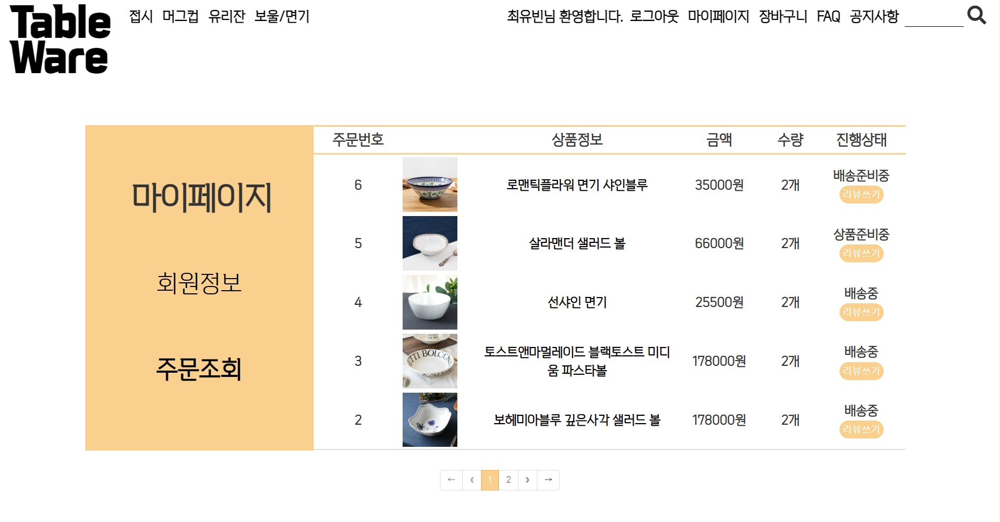 Table
Ware
접시 머그컵 유리잔 보울/면기
최유빈님 환영합니다. 로그아웃 마이페이지 장바구니 FAQ 공지사항
마이페이지
회원정보
주문조회
주문번호 상품정보 금액 수량 진행상태
6 로맨틱플라워 면기 샤인블루 35000원 2개 배송준비중
리뷰쓰기
5 살라맨더 샐러드 볼 66000원 2개 상품준비중
리뷰쓰기
4 선샤인 면기 25500원 2개 배송중
리뷰쓰기
ETTI BOLOGNA
3 토스트앤마멀레이드 블랙토스트 미디
움 파스타볼 178000원 2개 배송중
리뷰쓰기
2 보헤미아블루 깊은사각 샐러드 볼 178000원 2개 배송중
리뷰쓰기
← 《 1 2 》 →